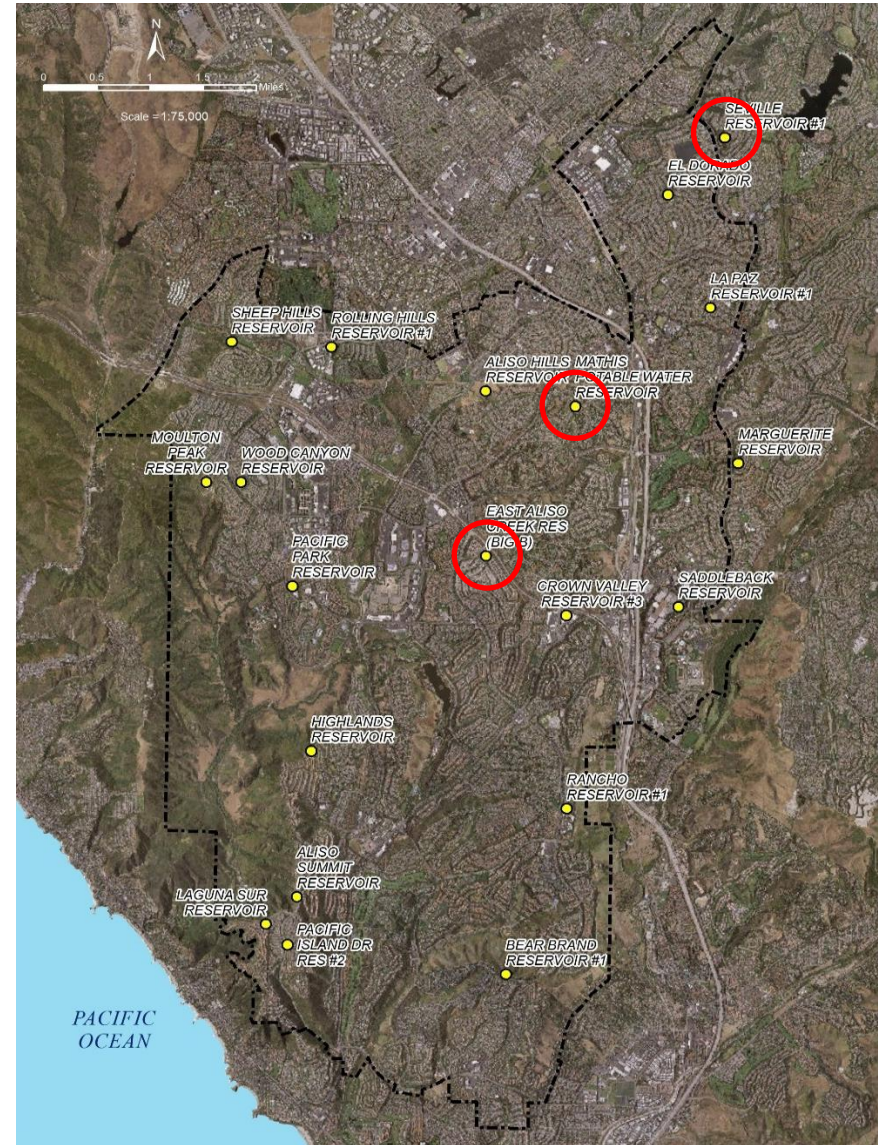 N
0 0.5 1 1.5 2
Miles
Scale = 1:75,000
SEVILLE
RESERVOIR #1
EL DORADO
RESERVOIR
LA PAZ
RESERVOIR #1
SHEEP HILLS
RESERVOIR
ROLLING HILLS
RESERVOIR #1
ALISO HILLS
RESERVOIR
MATHIS
POTABLE WATER
RESERVOIR
MOULTON
PEAK
RESERVOIR
WOOD CANYON
RESERVOIR
MARGUERITE
RESERVOIR
EAST ALISO
CREEK RES
(BIG B)
PACIFIC
PARK
RESERVOIR
CROWN VALLEY
RESERVOIR #3
SADDLEBACK
RESERVOIR
HIGHLANDS
RESERVOIR
RANCHO
RESERVOIR #1
ALISO
SUMMIT
RESERVOIR
LAGUNA SUR
RESERVOIR
PACIFIC
ISLAND DR
RES #2
BEAR BRAND
RESERVOIR #1
PACIFIC
OCEAN